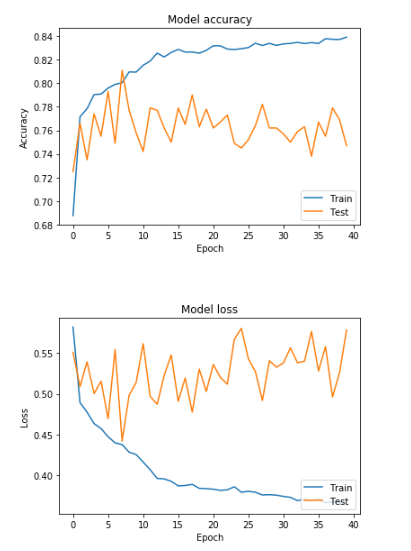 Model accuracy
0.84
0.82
0.80
0.78
0.76
0.74
0.72
0.70
0.68
Accuracy
Train
Test
0 5 10 15 20 25 30 35 40
Epoch
Model loss
0.55
0.50
0.45
0.40
Loss
Train
Test
0 5 10 15 20 25 30 35 40
Epoch